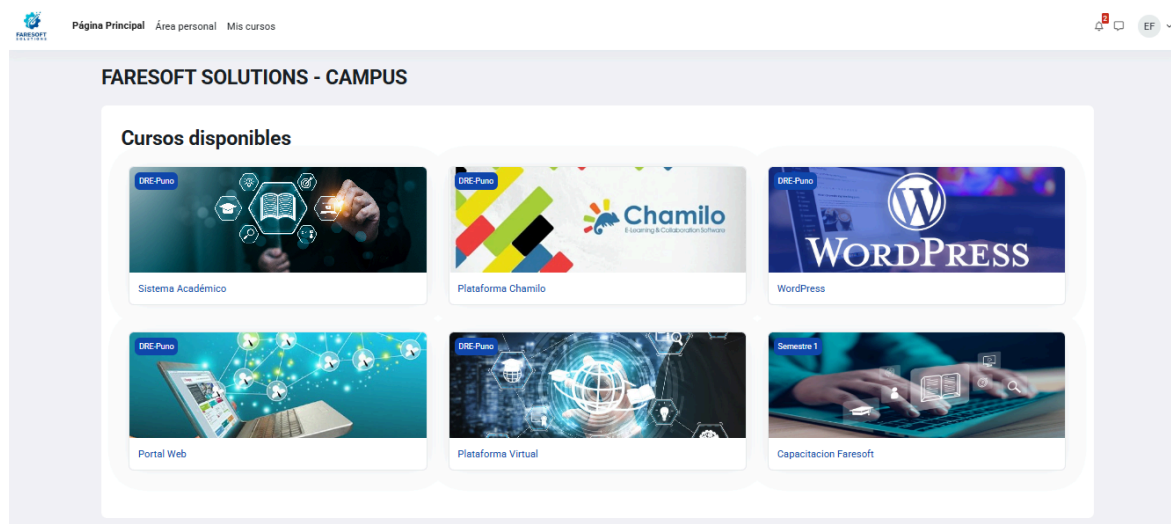 FARESOFT
SOLUTIONS
Página Principal Área personal Mis cursos
2
EF
FARESOFT SOLUTIONS - CAMPUS
Cursos disponibles
DRE-Puno
DRE-Puno
Chamilo
E-Learning & Collaboration Software
DRE-Puno
WORDPRESS
Sistema Académico
Plataforma Chamilo
WordPress
DRE-Puno
DRE-Puno
Semestre 1
Portal Web
Plataforma Virtual
Capacitacion Faresoft